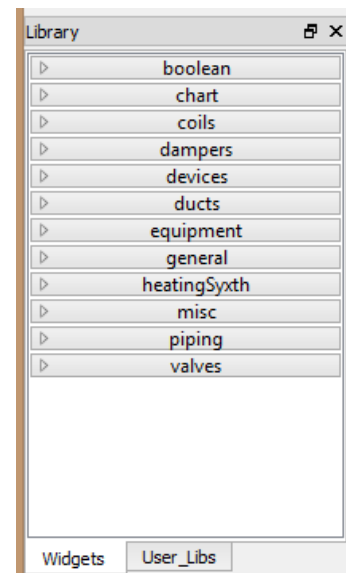 Library
boolean
chart
coils
dampers
devices
ducts
equipment
general
heatingSyxth
misc
piping
valves
Widgets User_Libs